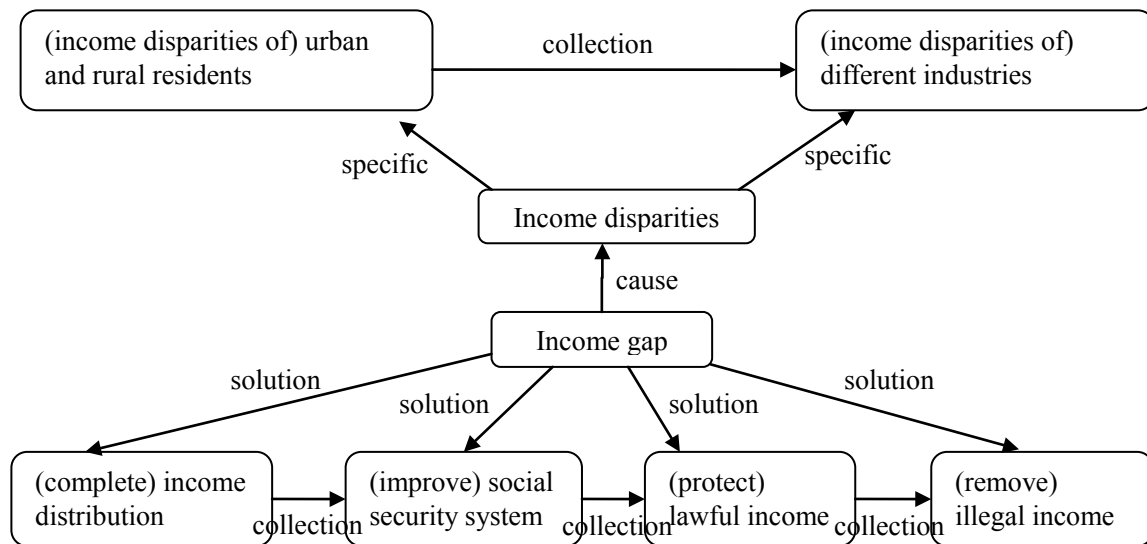 (income disparities of) urban
and rural residents
collection
(income disparities of)
different industries
specific
specific
Income disparities
cause
Income gap
solution
solution
solution
solution
(complete) income
distribution
collection
(improve) social
security system
collection
(protect)
lawful income
collection
(remove)
illegal income